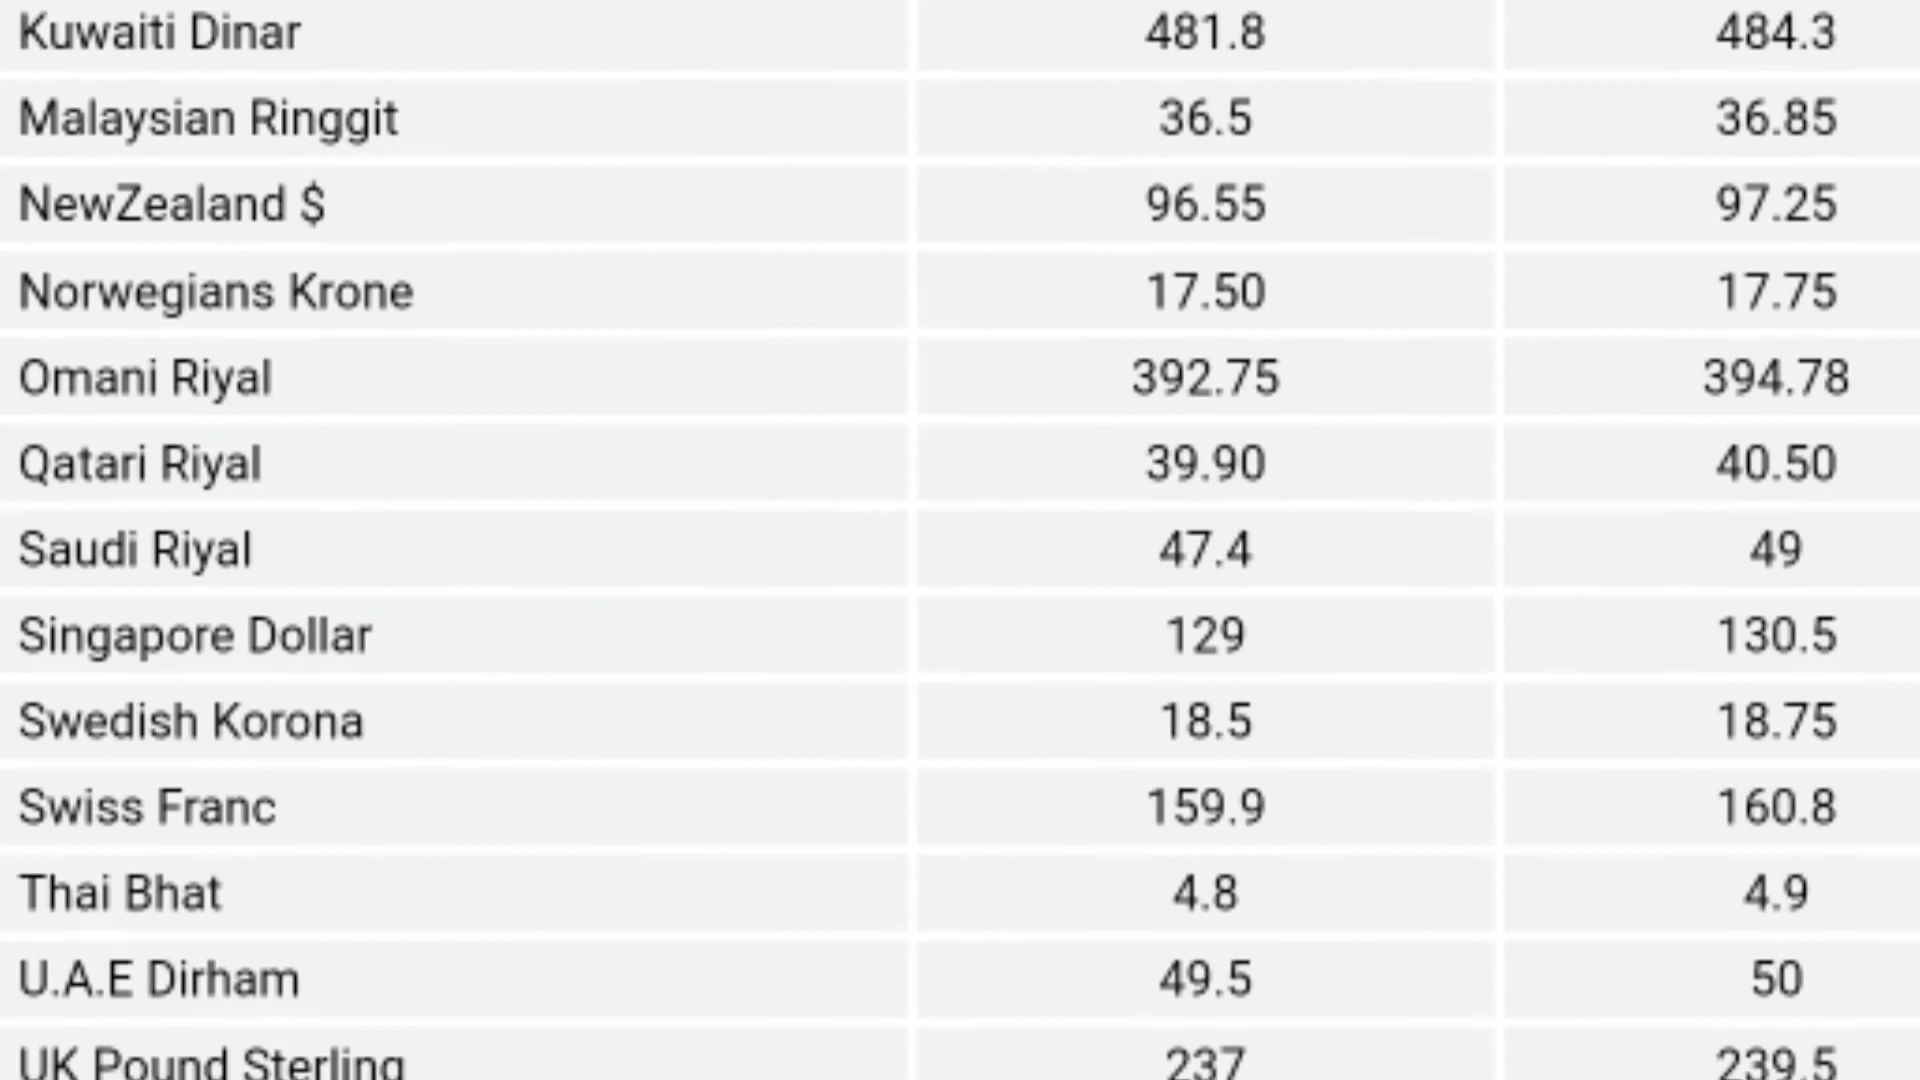 Kuwaiti Dinar 481.8 484.3
Malaysian Ringgit 36.5 36.85
NewZealand $ 96.55 97.25
Norwegians Krone 17.50 17.75
Omani Riyal 392.75 394.78
Qatari Riyal 39.90 40.50
Saudi Riyal 47.4 49
Singapore Dollar 129 130.5
Swedish Korona 18.5 18.75
Swiss Franc 159.9 160.8
Thai Bhat 4.8 4.9
U.A.E Dirham 49.5 50
UK Pound Sterling 237 239.5